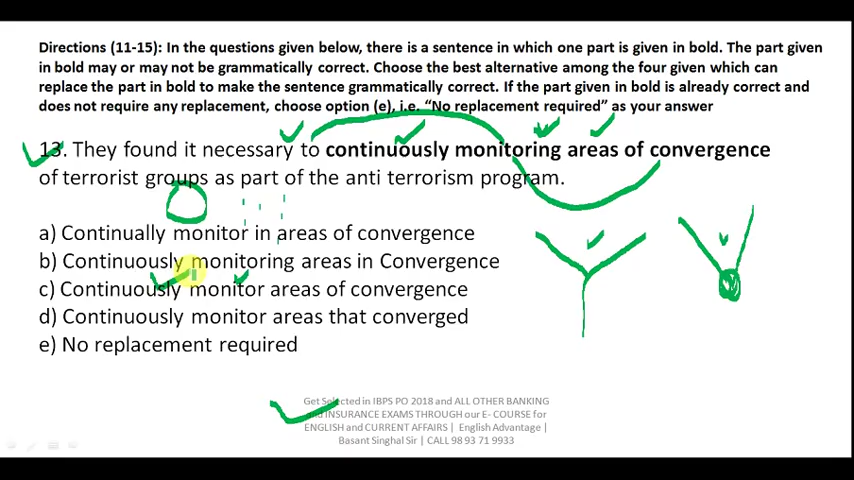 Directions (11-15): In the questions given below, there is a sentence in which one part is given in bold. The part given
in bold may or may not be grammatically correct. Choose the best alternative among the four given which can
replace the part in bold to make the sentence grammatically correct. If the part given in bold is already correct and
does not require any replacement, choose option (e), i.e. “No replacement required” as your answer
13. They found it necessary to continuously monitoring areas of convergence
of terrorist groups as part of the anti terrorism program.
a) Continually monitor in areas of convergence
b) Continuously monitoring areas in Convergence
c) Continuously monitor areas of convergence
d) Continuously monitor areas that converged
e) No replacement required
Get Selected in IBPS PO 2018 and ALL OTHER BANKING
and INSURANCE EXAMS THROUGH our E- COURSE for
ENGLISH and CURRENT AFFAIRS | English Advantage |
Basant Singhal Sir | CALL 98 93 71 9933